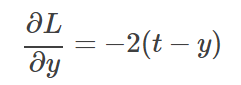 ∂L/∂y = −2(t − y)